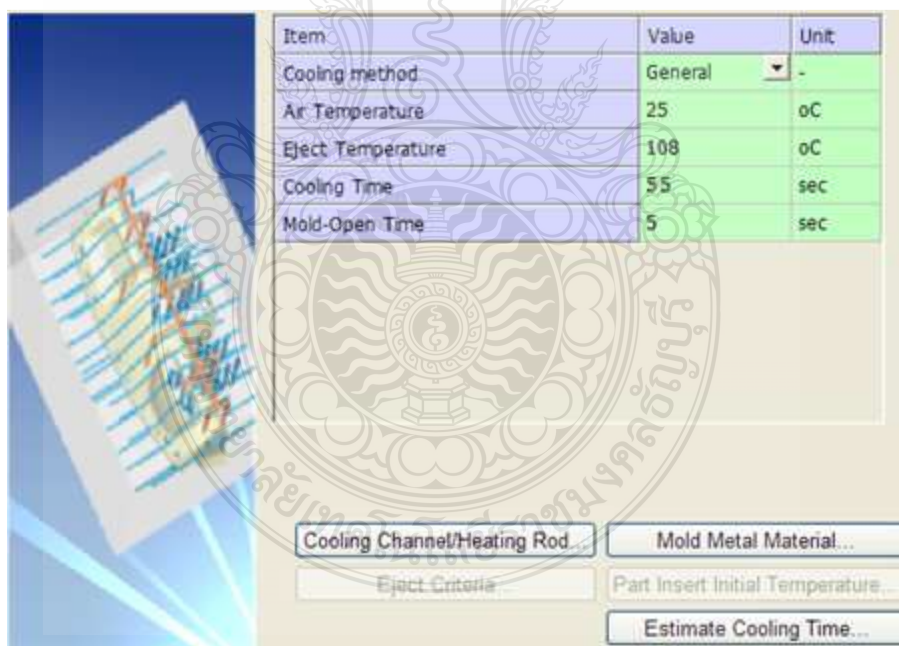 Item Value Unit
Cooling method General -
Air Temperature 25 oC
Eject Temperature 108 oC
Cooling Time 55 sec
Mold-Open Time 5 sec
Cooling Channel/Heating Rod... Mold Metal Material...
Eject Criteria... Part Insert Initial Temperature...
Estimate Cooling Time...